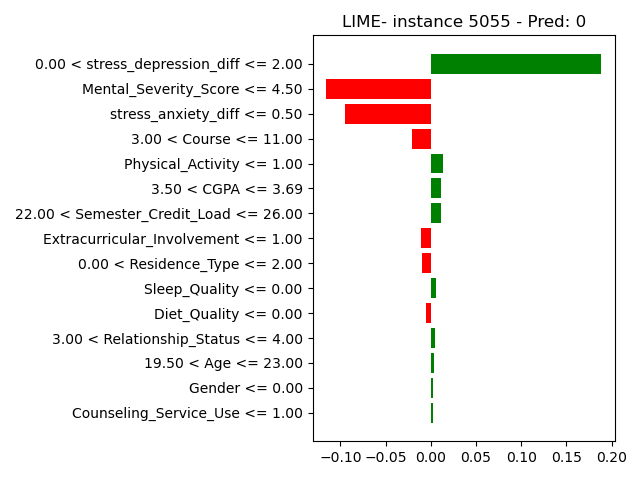 LIME- instance 5055 - Pred: 0
0.00 < stress_depression_diff <= 2.00
Mental_Severity_Score <= 4.50
stress_anxiety_diff <= 0.50
3.00 < Course <= 11.00
Physical_Activity <= 1.00
3.50 < CGPA <= 3.69
22.00 < Semester_Credit_Load <= 26.00
Extracurricular_Involvement <= 1.00
0.00 < Residence_Type <= 2.00
Sleep_Quality <= 0.00
Diet_Quality <= 0.00
3.00 < Relationship_Status <= 4.00
19.50 < Age <= 23.00
Gender <= 0.00
Counseling_Service_Use <= 1.00
−0.10 −0.05 0.00 0.05 0.10 0.15 0.20